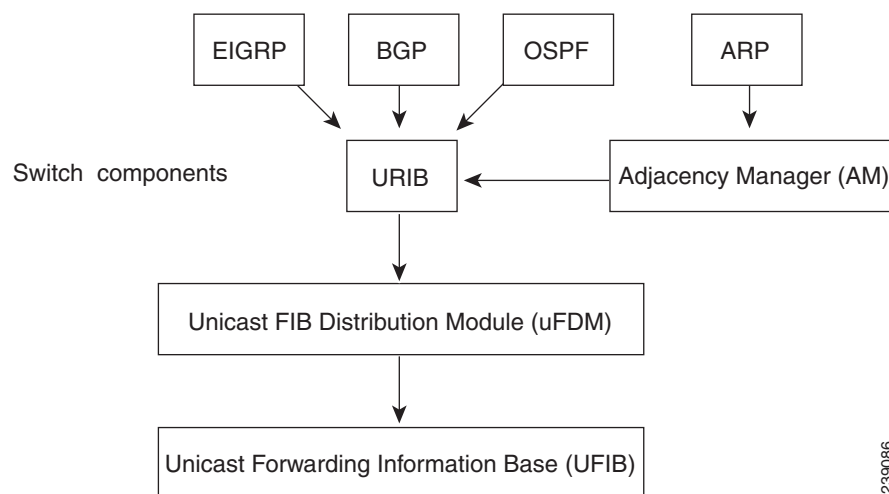 EIGRP
BGP
OSPF
ARP
Switch components
URIB
Adjacency Manager (AM)
Unicast FIB Distribution Module (uFDM)
Unicast Forwarding Information Base (UFIB)
239086